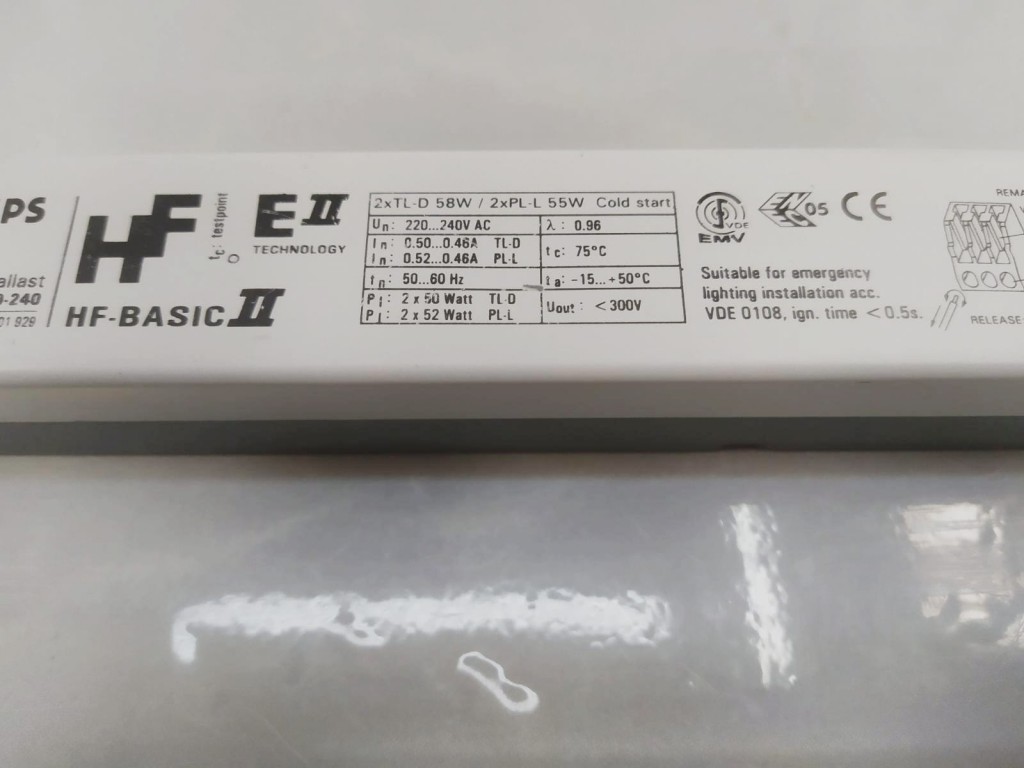 PS
allast
-240
01 929
HF
tc: testpoint
EII
TECHNOLOGY
HF-BASIC II
2xTL-D 58W / 2xPL-L 55W Cold start
Un: 220...240V AC
λ: 0.96
In: 0.50...0.46A TL-D
In: 0.52...0.46A PL-L
tc: 75°C
fn: 50...60 Hz
ta: -15...+50°C
P: 2 x 50 Watt TL-D
P: 2 x 52 Watt PL-L
Uout: <300V
VDE
EMV
ENEC
05
CE
Suitable for emergency
lighting installation acc.
VDE 0108, ign. time <0.5s.
REMA
RELEASE: